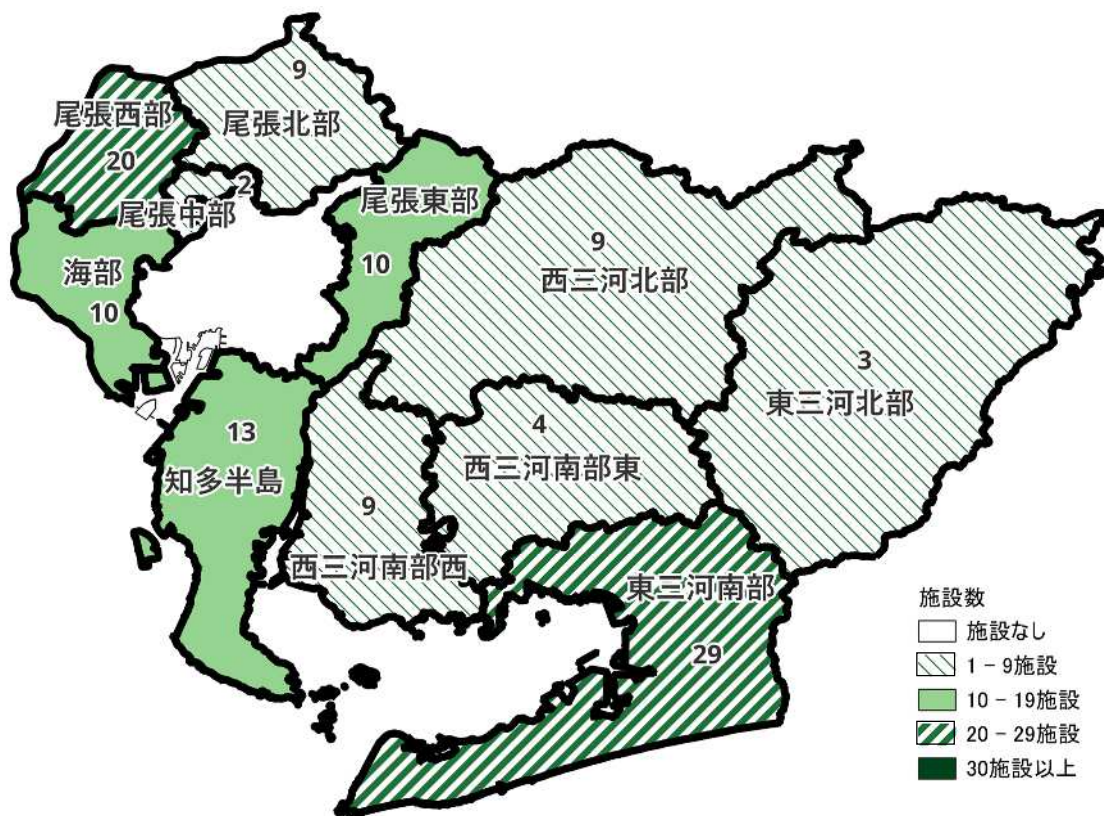 9
尾張北部
尾張西部
20
2
尾張中部
尾張東部
10
海部
10
9
西三河北部
3
東三河北部
13
知多半島
4
西三河南部東
9
西三河南部西
東三河南部
29
施設数
施設なし
1 - 9施設
10 - 19施設
20 - 29施設
30施設以上